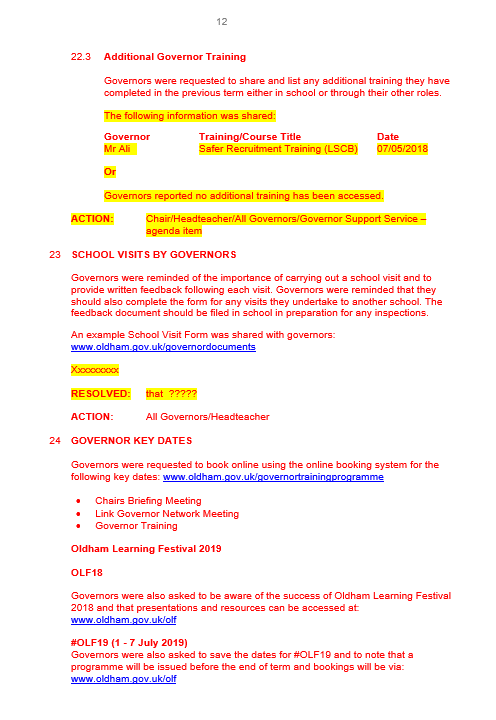 12
22.3 Additional Governor Training
Governors were requested to share and list any additional training they have
completed in the previous term either in school or through their other roles.
The following information was shared:
Governor Training/Course Title Date
Mr Ali Safer Recruitment Training (LSCB) 07/05/2018
Or
Governors reported no additional training has been accessed.
ACTION: Chair/Headteacher/All Governors/Governor Support Service –
agenda item
23 SCHOOL VISITS BY GOVERNORS
Governors were reminded of the importance of carrying out a school visit and to
provide written feedback following each visit. Governors were reminded that they
should also complete the form for any visits they undertake to another school. The
feedback document should be filed in school in preparation for any inspections.
An example School Visit Form was shared with governors:
www.oldham.gov.uk/governordocuments
Xxxxxxxxx
RESOLVED: that ?????
ACTION: All Governors/Headteacher
24 GOVERNOR KEY DATES
Governors were requested to book online using the online booking system for the
following key dates: www.oldham.gov.uk/governortrainingprogramme
• Chairs Briefing Meeting
• Link Governor Network Meeting
• Governor Training
Oldham Learning Festival 2019
OLF18
Governors were also asked to be aware of the success of Oldham Learning Festival
2018 and that presentations and resources can be accessed at:
www.oldham.gov.uk/olf
#OLF19 (1 - 7 July 2019)
Governors were also asked to save the dates for #OLF19 and to note that a
programme will be issued before the end of term and bookings will be via:
www.oldham.gov.uk/olf